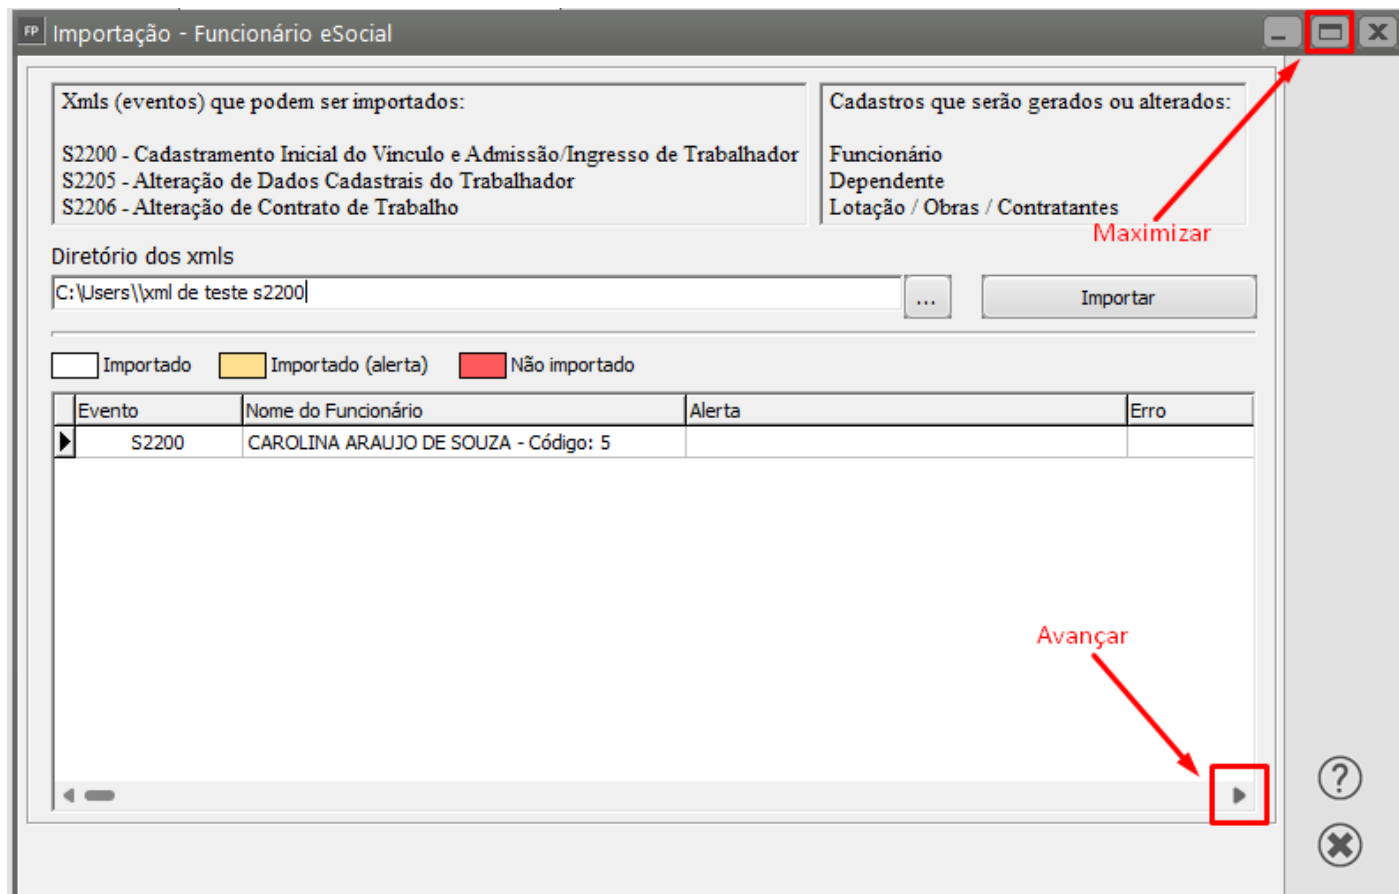 FP Importação - Funcionário eSocial
Xmls (eventos) que podem ser importados:
S2200 - Cadastramento Inicial do Vinculo e Admissão/Ingresso de Trabalhador
S2205 - Alteração de Dados Cadastrais do Trabalhador
S2206 - Alteração de Contrato de Trabalho
Cadastros que serão gerados ou alterados:
Funcionário
Dependente
Lotação / Obras / Contratantes
Maximizar
Diretório dos xmls
C:\Users\\xml de teste s2200
...
Importar
Importado Importado (alerta) Não importado
Evento Nome do Funcionário Alerta Erro
S2200 CAROLINA ARAUJO DE SOUZA - Código: 5
Avançar
?